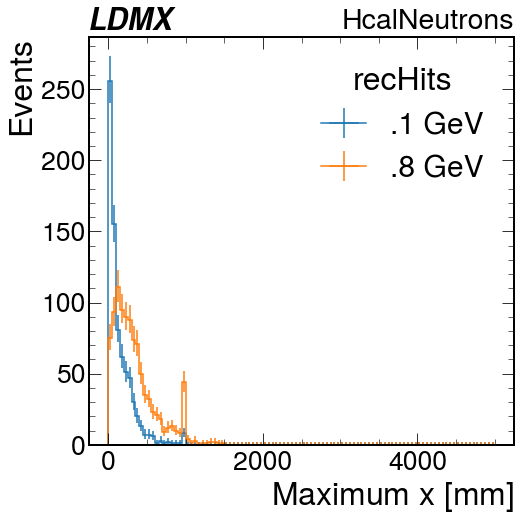 LDMX HcalNeutrons
Events
250
200
150
100
50
0
recHits
.1 GeV
.8 GeV
0 2000 4000
Maximum x [mm]